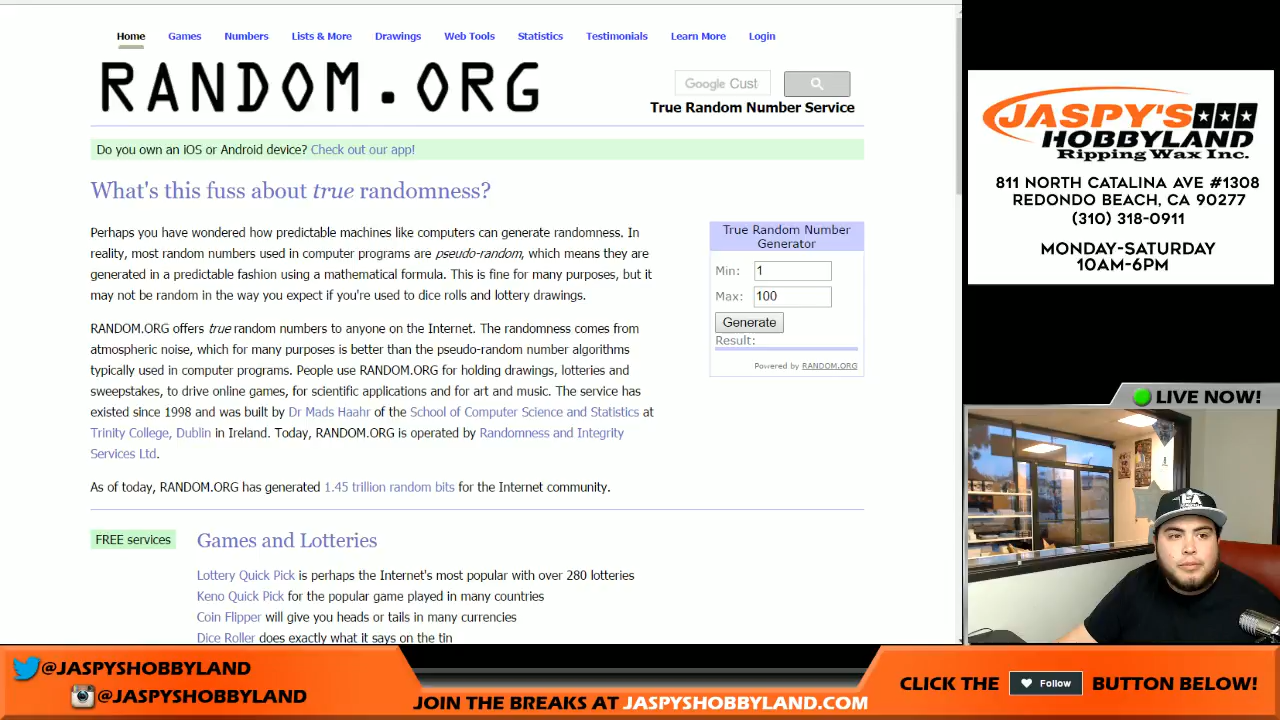 Home Games Numbers Lists & More Drawings Web Tools Statistics Testimonials Learn More Login
RANDOM.ORG
Google Cust
True Random Number Service
Do you own an iOS or Android device? Check out our app!
What's this fuss about true randomness?
Perhaps you have wondered how predictable machines like computers can generate randomness. In
reality, most random numbers used in computer programs are pseudo-random, which means they are
generated in a predictable fashion using a mathematical formula. This is fine for many purposes, but it
may not be random in the way you expect if you're used to dice rolls and lottery drawings.
RANDOM.ORG offers true random numbers to anyone on the Internet. The randomness comes from
atmospheric noise, which for many purposes is better than the pseudo-random number algorithms
typically used in computer programs. People use RANDOM.ORG for holding drawings, lotteries and
sweepstakes, to drive online games, for scientific applications and for art and music. The service has
existed since 1998 and was built by Dr Mads Haahr of the School of Computer Science and Statistics at
Trinity College, Dublin in Ireland. Today, RANDOM.ORG is operated by Randomness and Integrity
Services Ltd.
As of today, RANDOM.ORG has generated 1.45 trillion random bits for the Internet community.
True Random Number
Generator
Min: 1
Max: 100
Generate
Result:
Powered by RANDOM.ORG
FREE services
Games and Lotteries
Lottery Quick Pick is perhaps the Internet's most popular with over 280 lotteries
Keno Quick Pick for the popular game played in many countries
Coin Flipper will give you heads or tails in many currencies
Dice Roller does exactly what it says on the tin
JASPY'S
HOBBYLAND
Ripping Wax Inc.
811 NORTH CATALINA AVE #1308
REDONDO BEACH, CA 90277
(310) 318-0911
MONDAY-SATURDAY
10AM-6PM
LIVE NOW!
LA
@JASPYSHOBBYLAND
@JASPYSHOBBYLAND
JOIN THE BREAKS AT JASPYSHOBBYLAND.COM
CLICK THE Follow BUTTON BELOW!